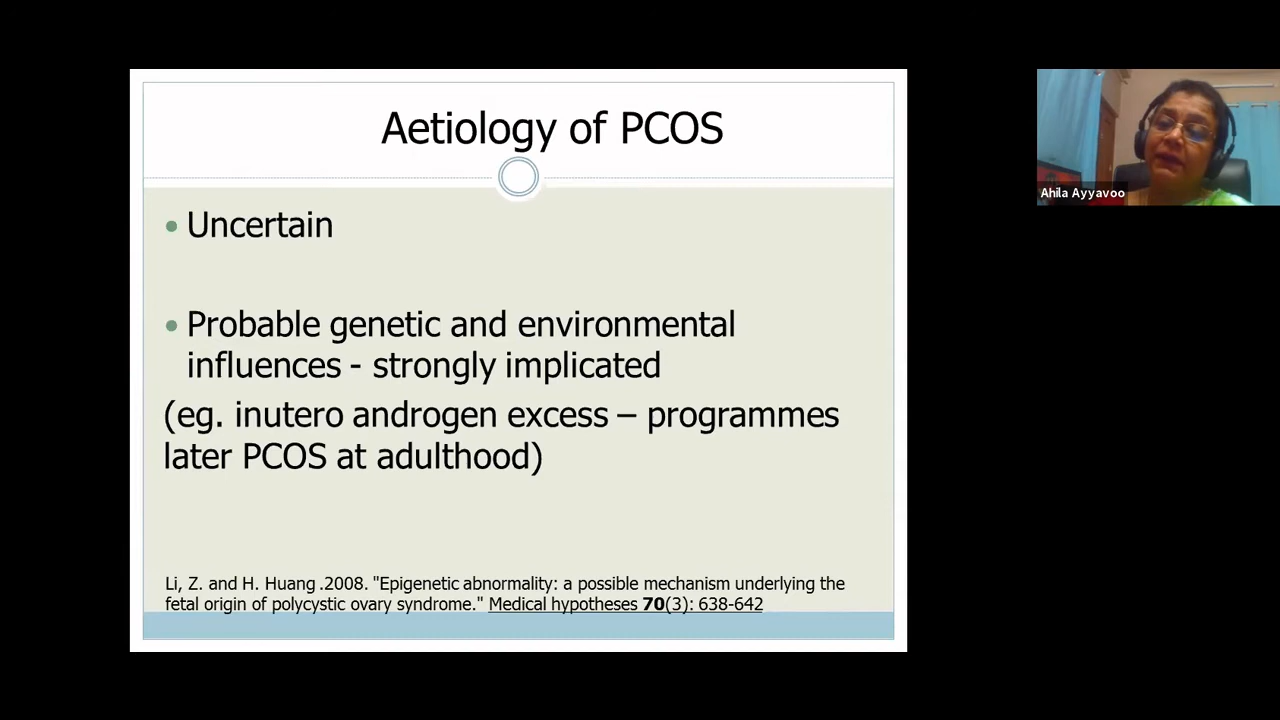 Aetiology of PCOS
• Uncertain
• Probable genetic and environmental
influences - strongly implicated
(eg. inutero androgen excess – programmes
later PCOS at adulthood)
Li, Z. and H. Huang .2008. "Epigenetic abnormality: a possible mechanism underlying the
fetal origin of polycystic ovary syndrome." Medical hypotheses 70(3): 638-642
Ahila Ayyavoo